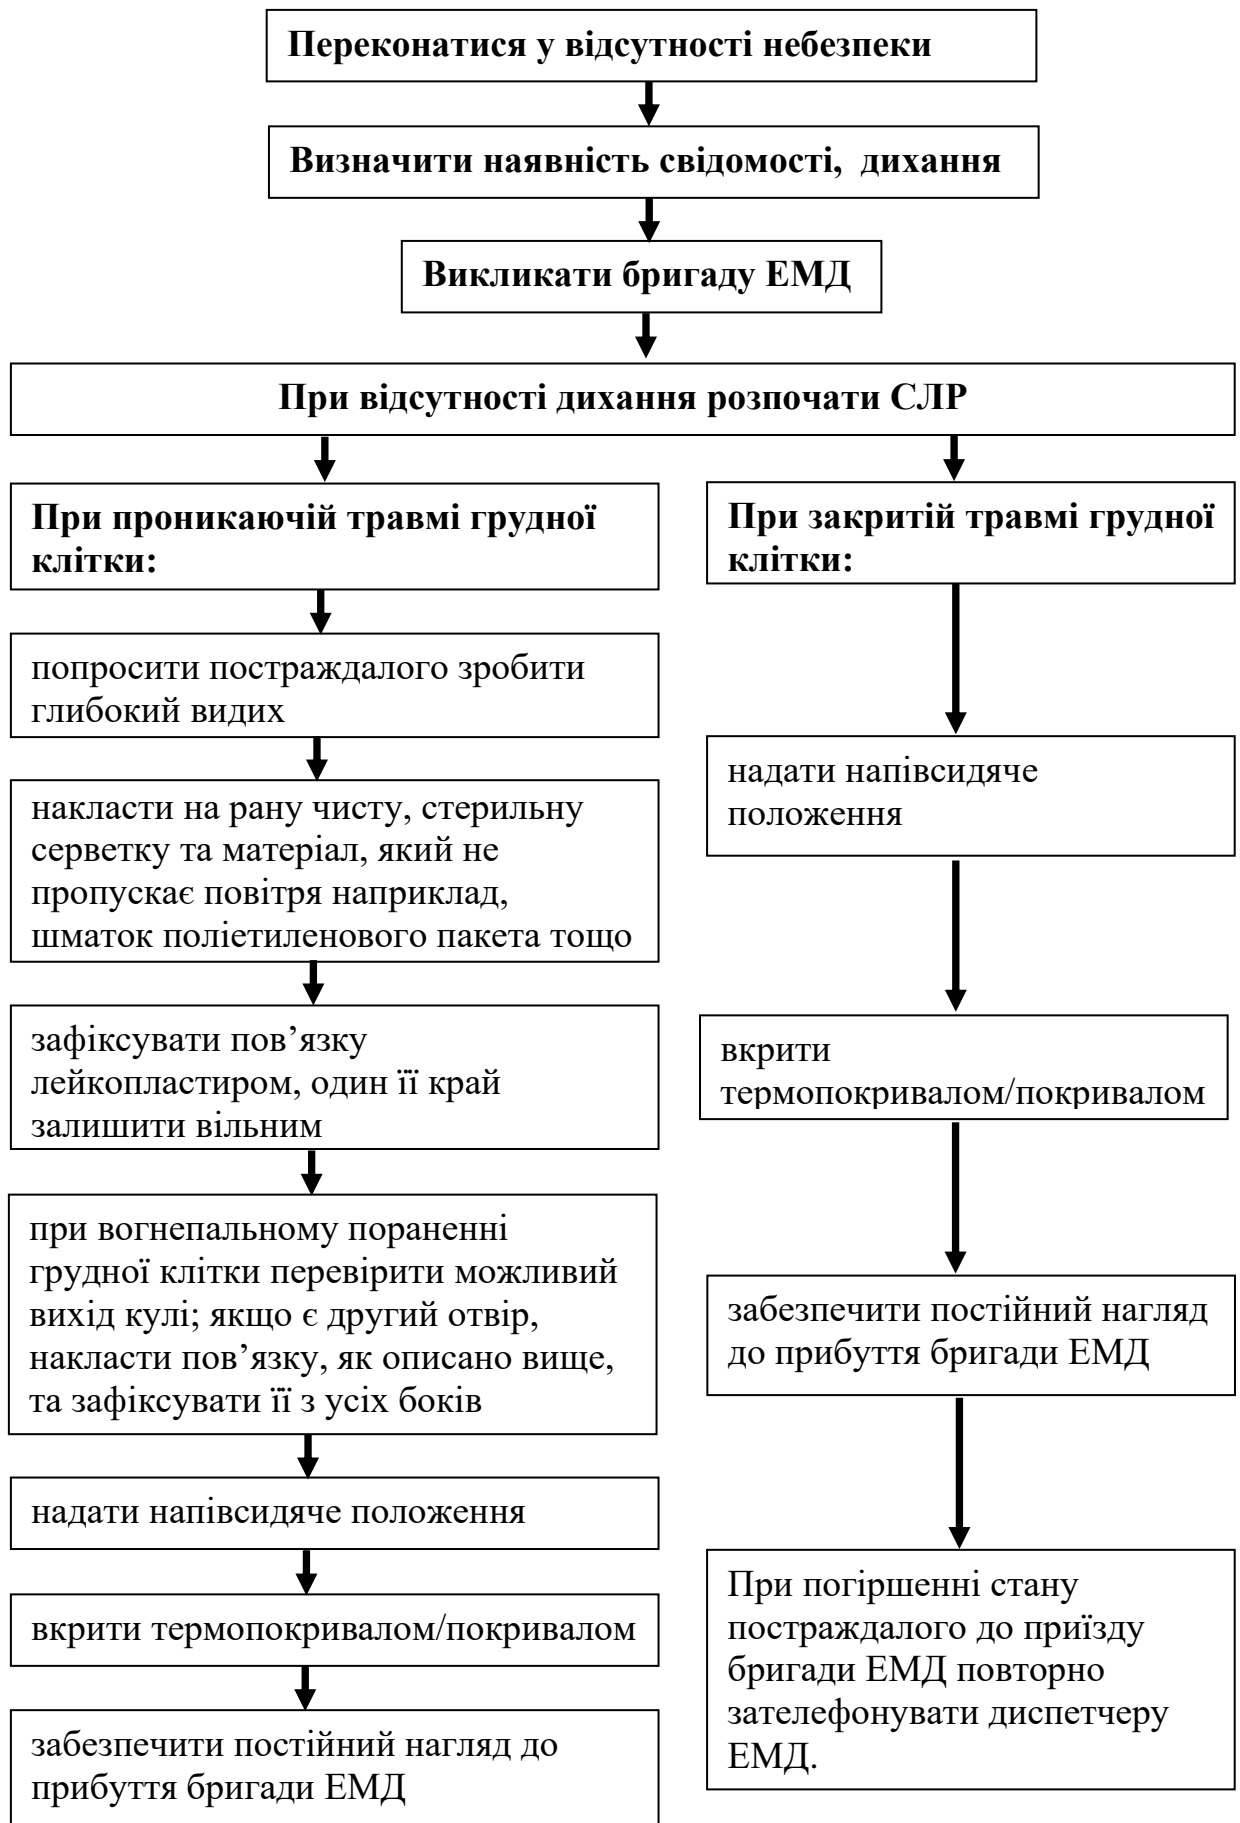 Переконатися у відсутності небезпеки
Визначити наявність свідомості, дихання
Викликати бригаду ЕМД
При відсутності дихання розпочати СЛР
При проникаючій травмі грудної
клітки:
попросити постраждалого зробити
глибокий видих
накласти на рану чисту, стерильну
серветку та матеріал, який не
пропускає повітря наприклад,
шматок поліетиленового пакета тощо
зафіксувати пов’язку
лейкопластиром, один її край
залишити вільним
при вогнепальному пораненні
грудної клітки перевірити можливий
вихід кулі; якщо є другий отвір,
накласти пов’язку, як описано вище,
та зафіксувати її з усіх боків
надати напівсидяче положення
вкрити термопокривалом/покривалом
забезпечити постійний нагляд до
прибуття бригади ЕМД
При закритій травмі грудної
клітки:
надати напівсидяче
положення
вкрити
термопокривалом/покривалом
забезпечити постійний нагляд
до прибуття бригади ЕМД
При погіршенні стану
постраждалого до приїзду
бригади ЕМД повторно
зателефонувати диспетчеру
ЕМД.